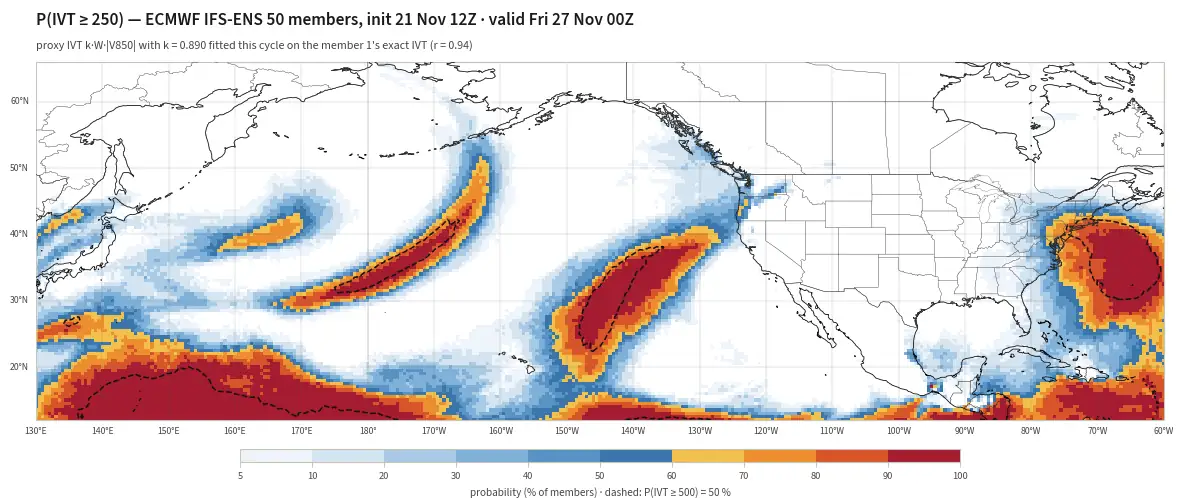 P(IVT ≥ 250) — ECMWF IFS-ENS 50 members, init 21 Nov 12Z · valid Fri 27 Nov 00Z
proxy IVT k·W·|V850| with k = 0.890 fitted this cycle on the member 1's exact IVT (r = 0.94)
60°N
50°N
40°N
30°N
20°N
130°E 140°E 150°E 160°E 170°E 180° 170°W 160°W 150°W 140°W 130°W 120°W 110°W 100°W 90°W 80°W 70°W 60°W
5 10 20 30 40 50 60 70 80 90 100
probability (% of members) · dashed: P(IVT ≥ 500) = 50 %